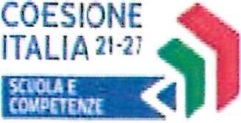 COESIONE
ITALIA 21-27
SCUOLA E
COMPETENZE